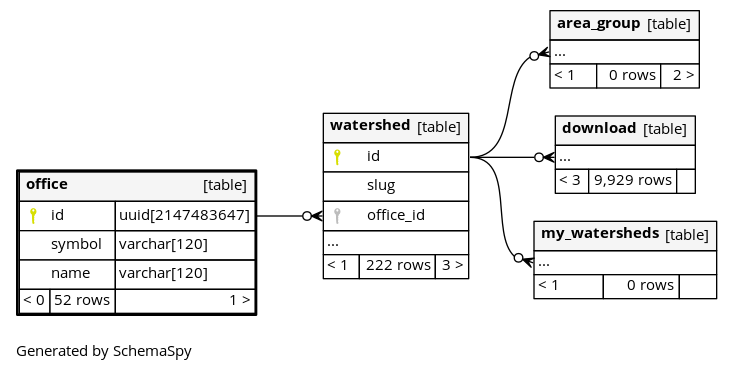 area_group [table]
...
< 1 0 rows 2 >
watershed [table]
id
slug
office_id
...
< 1 222 rows 3 >
download [table]
...
< 3 9,929 rows
office [table]
id uuid[2147483647]
symbol varchar[120]
name varchar[120]
< 0 52 rows 1 >
my_watersheds [table]
...
< 1 0 rows
Generated by SchemaSpy